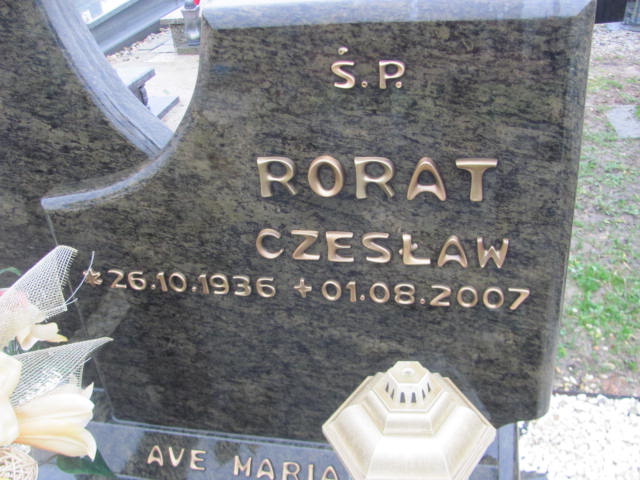 Ś.P.
RORAT
CZESŁAW
* 26.10.1936 + 01.08.2007
AVE MARIA